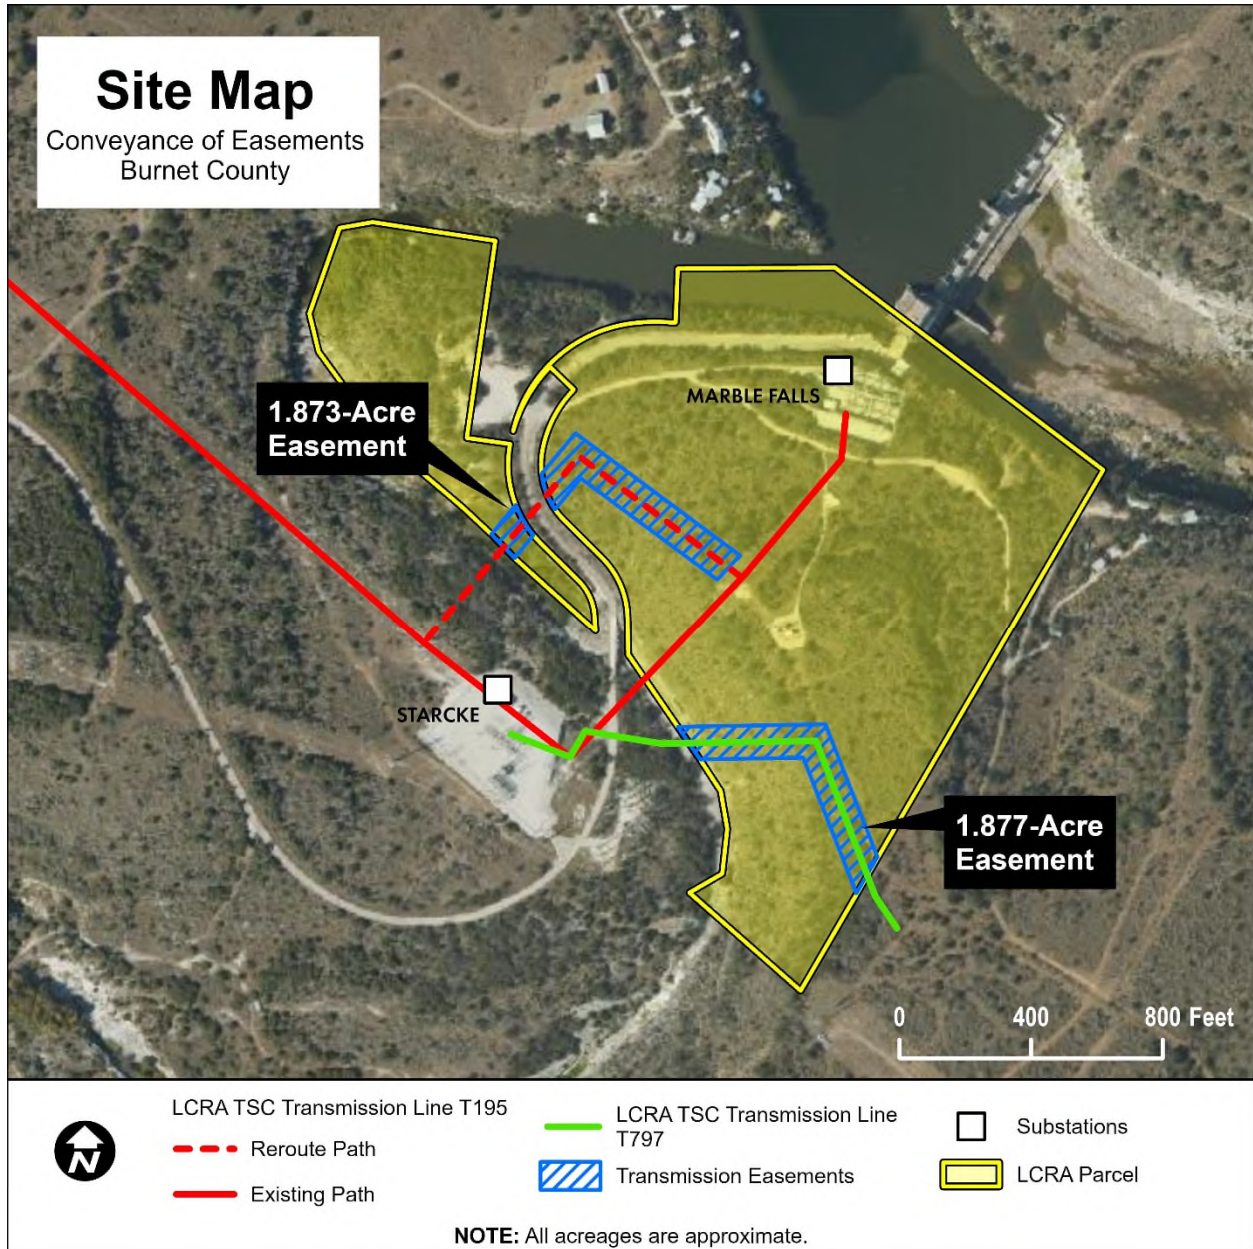 Site Map
Conveyance of Easements
Burnet County
1.873-Acre
Easement
MARBLE FALLS
STARCKE
1.877-Acre
Easement
0 400 800 Feet
N
LCRA TSC Transmission Line T195
Reroute Path
Existing Path
LCRA TSC Transmission Line
T797
Transmission Easements
Substations
LCRA Parcel
NOTE: All acreages are approximate.